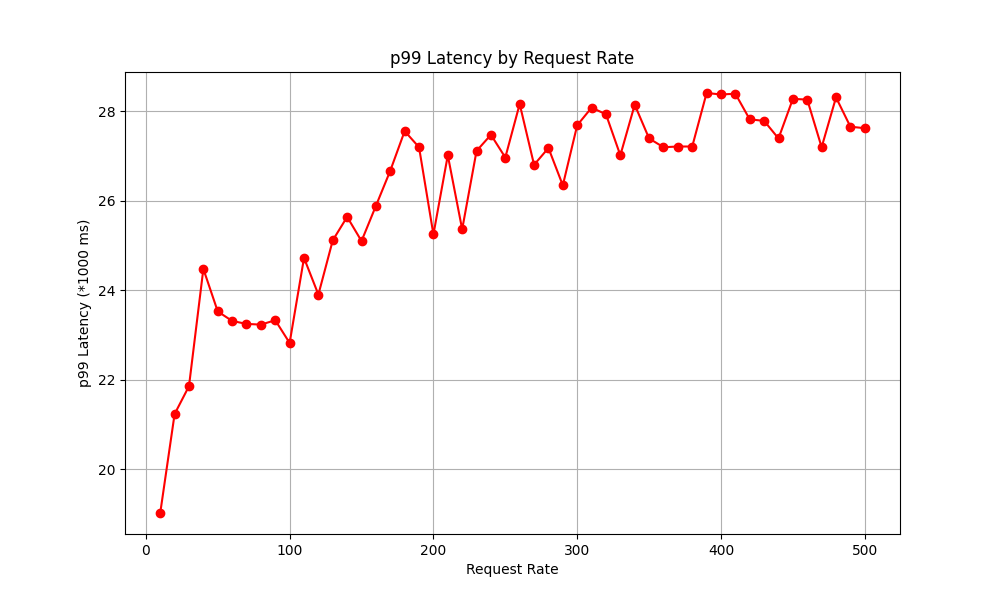 p99 Latency by Request Rate
p99 Latency (*1000 ms)
28
26
24
22
20
0 100 200 300 400 500
Request Rate